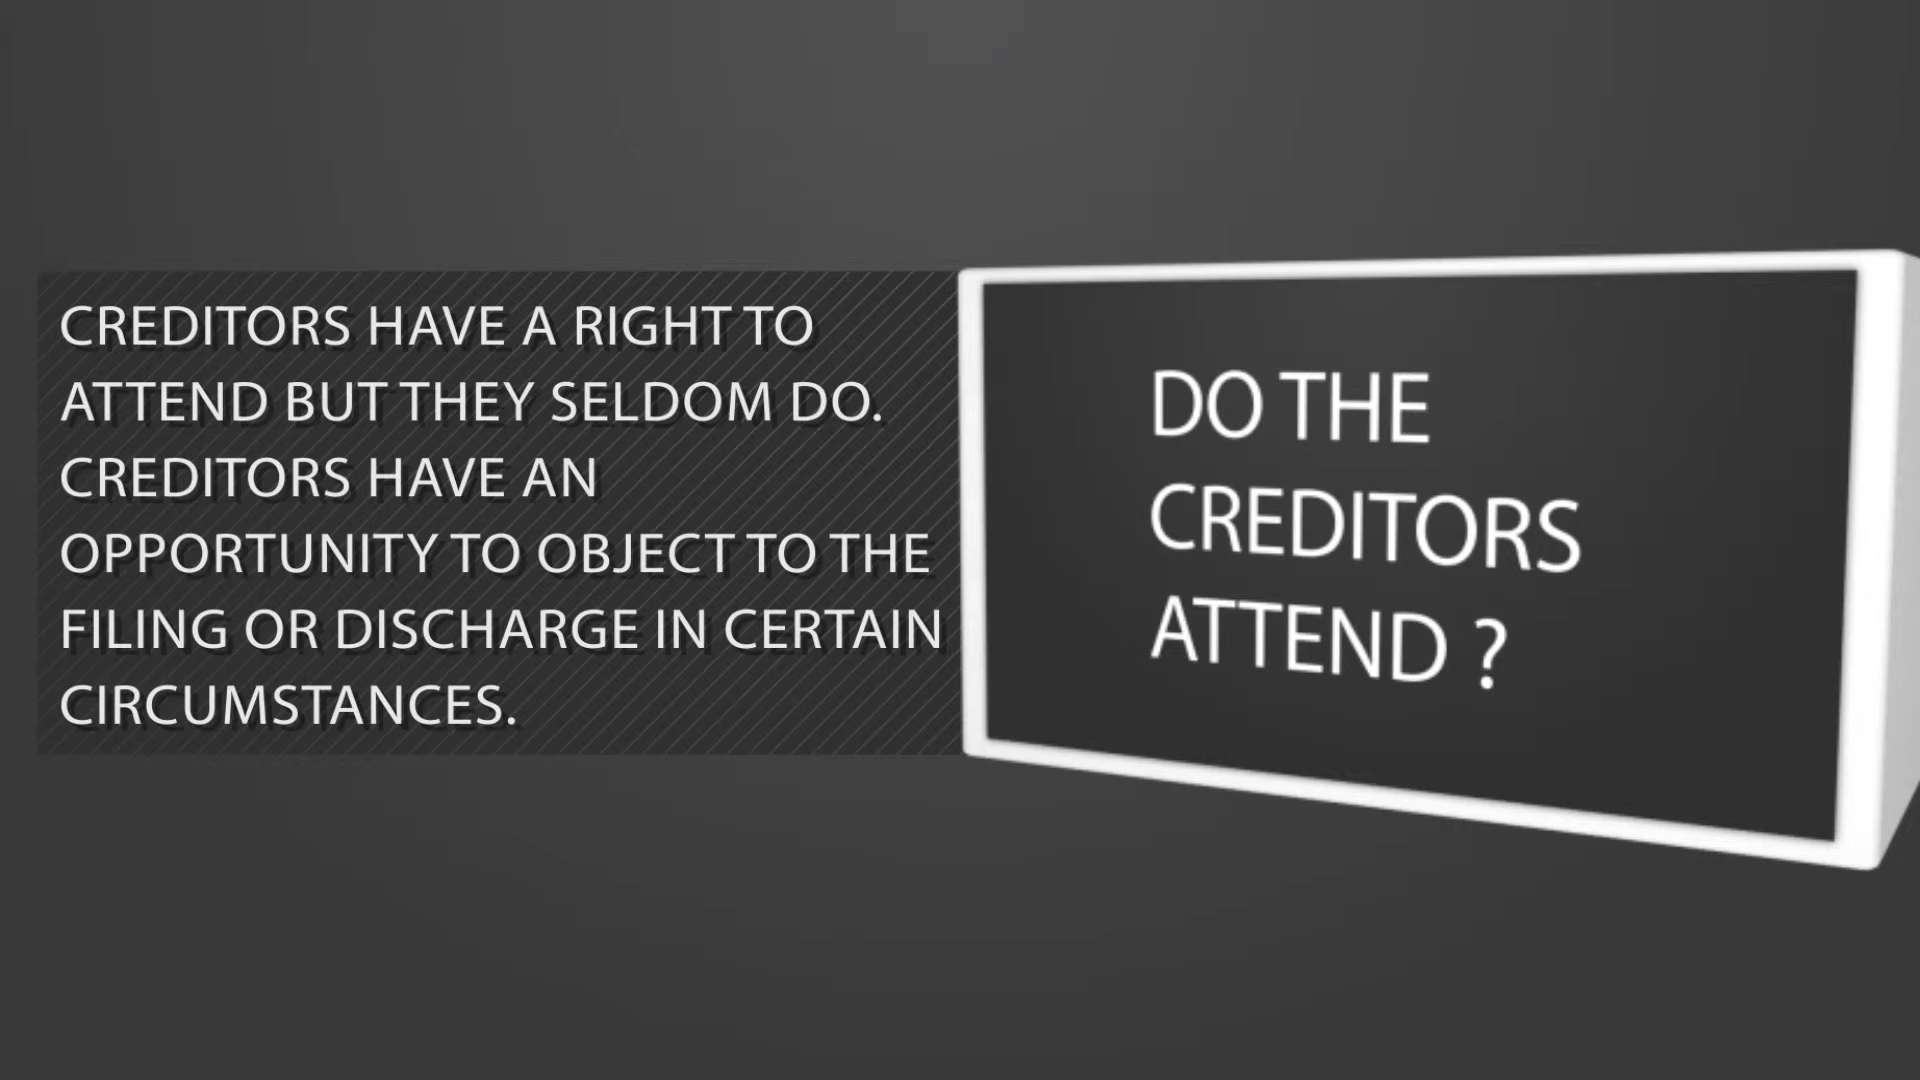 CREDITORS HAVE A RIGHT TO
ATTEND BUT THEY SELDOM DO.
CREDITORS HAVE AN
OPPORTUNITY TO OBJECT TO THE
FILING OR DISCHARGE IN CERTAIN
CIRCUMSTANCES.
DO THE
CREDITORS
ATTEND ?